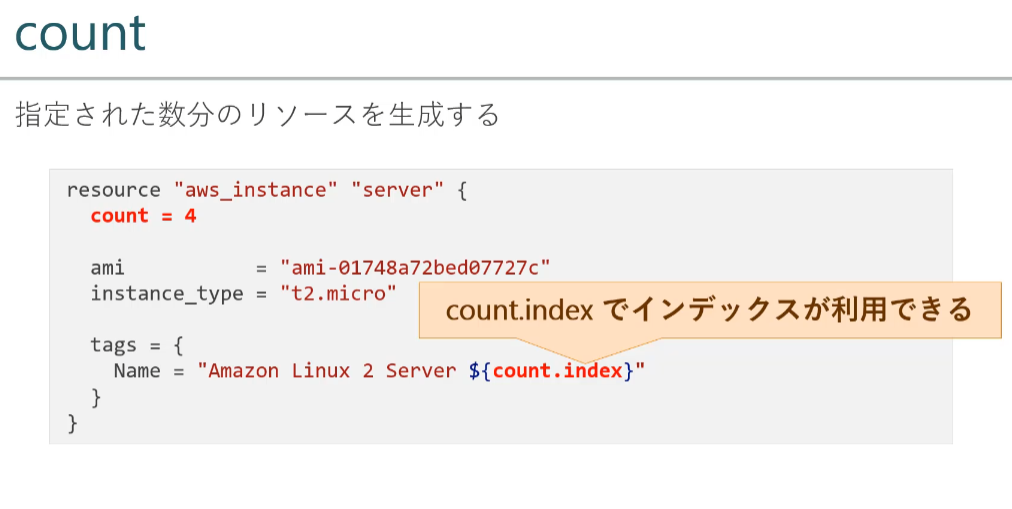 count
指定された数分のリソースを生成する
resource "aws_instance" "server" {
  count = 4
  ami           = "ami-01748a72bed07727c"
  instance_type = "t2.micro"
count.index でインデックスが利用できる
  tags = {
    Name = "Amazon Linux 2 Server ${count.index}"
  }
}